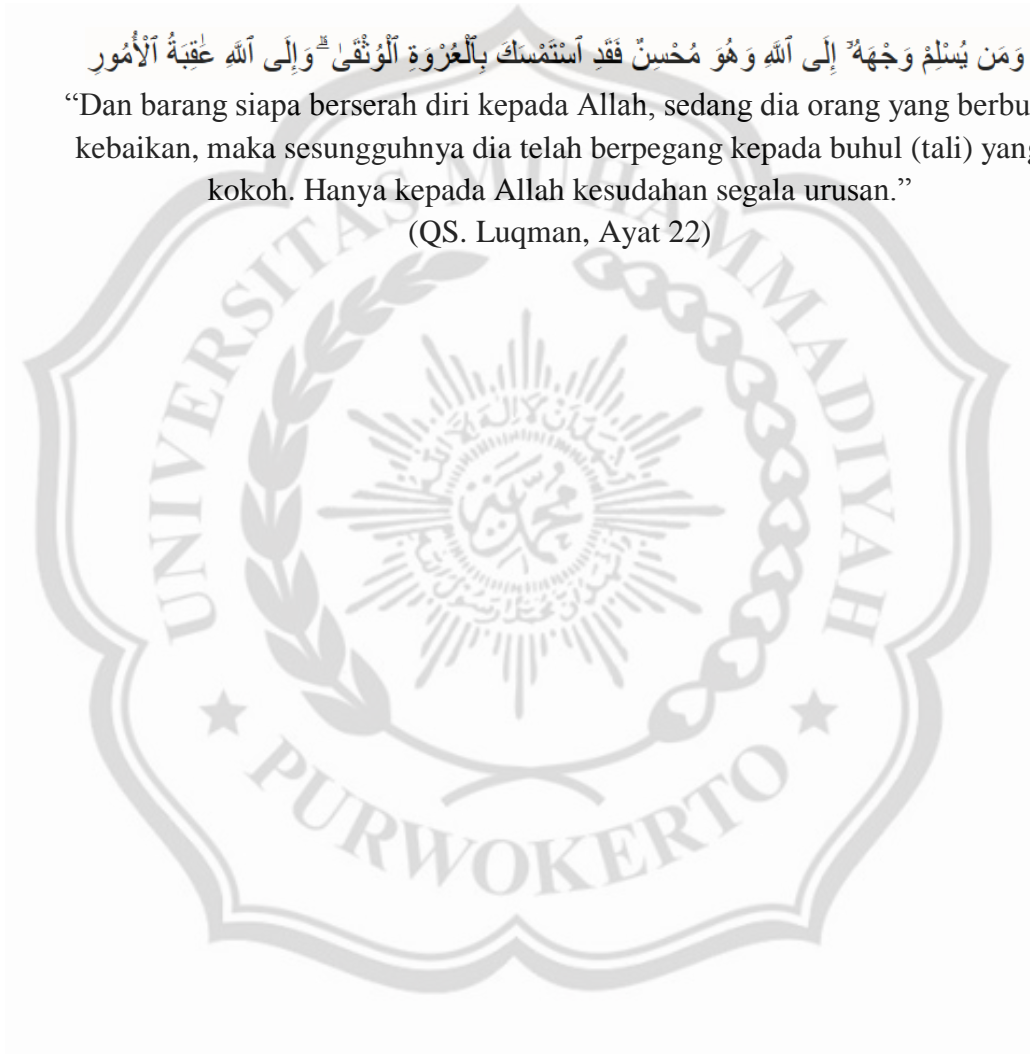 وَمَن يُسْلِمْ وَجْهَهُۥٓ إِلَى ٱللَّهِ وَهُوَ مُحْسِنٌ فَقَدِ ٱسْتَمْسَكَ بِٱلْعُرْوَةِ ٱلْوُثْقَىٰ ۗ وَإِلَى ٱللَّهِ عَٰقِبَةُ ٱلْأُمُورِ
“Dan barang siapa berserah diri kepada Allah, sedang dia orang yang berbu
kebaikan, maka sesungguhnya dia telah berpegang kepada buhul (tali) yang
kokoh. Hanya kepada Allah kesudahan segala urusan.”
(QS. Luqman, Ayat 22)
UNIVERSITAS MUHAMMADIYAH
PURWOKERTO
محمدية